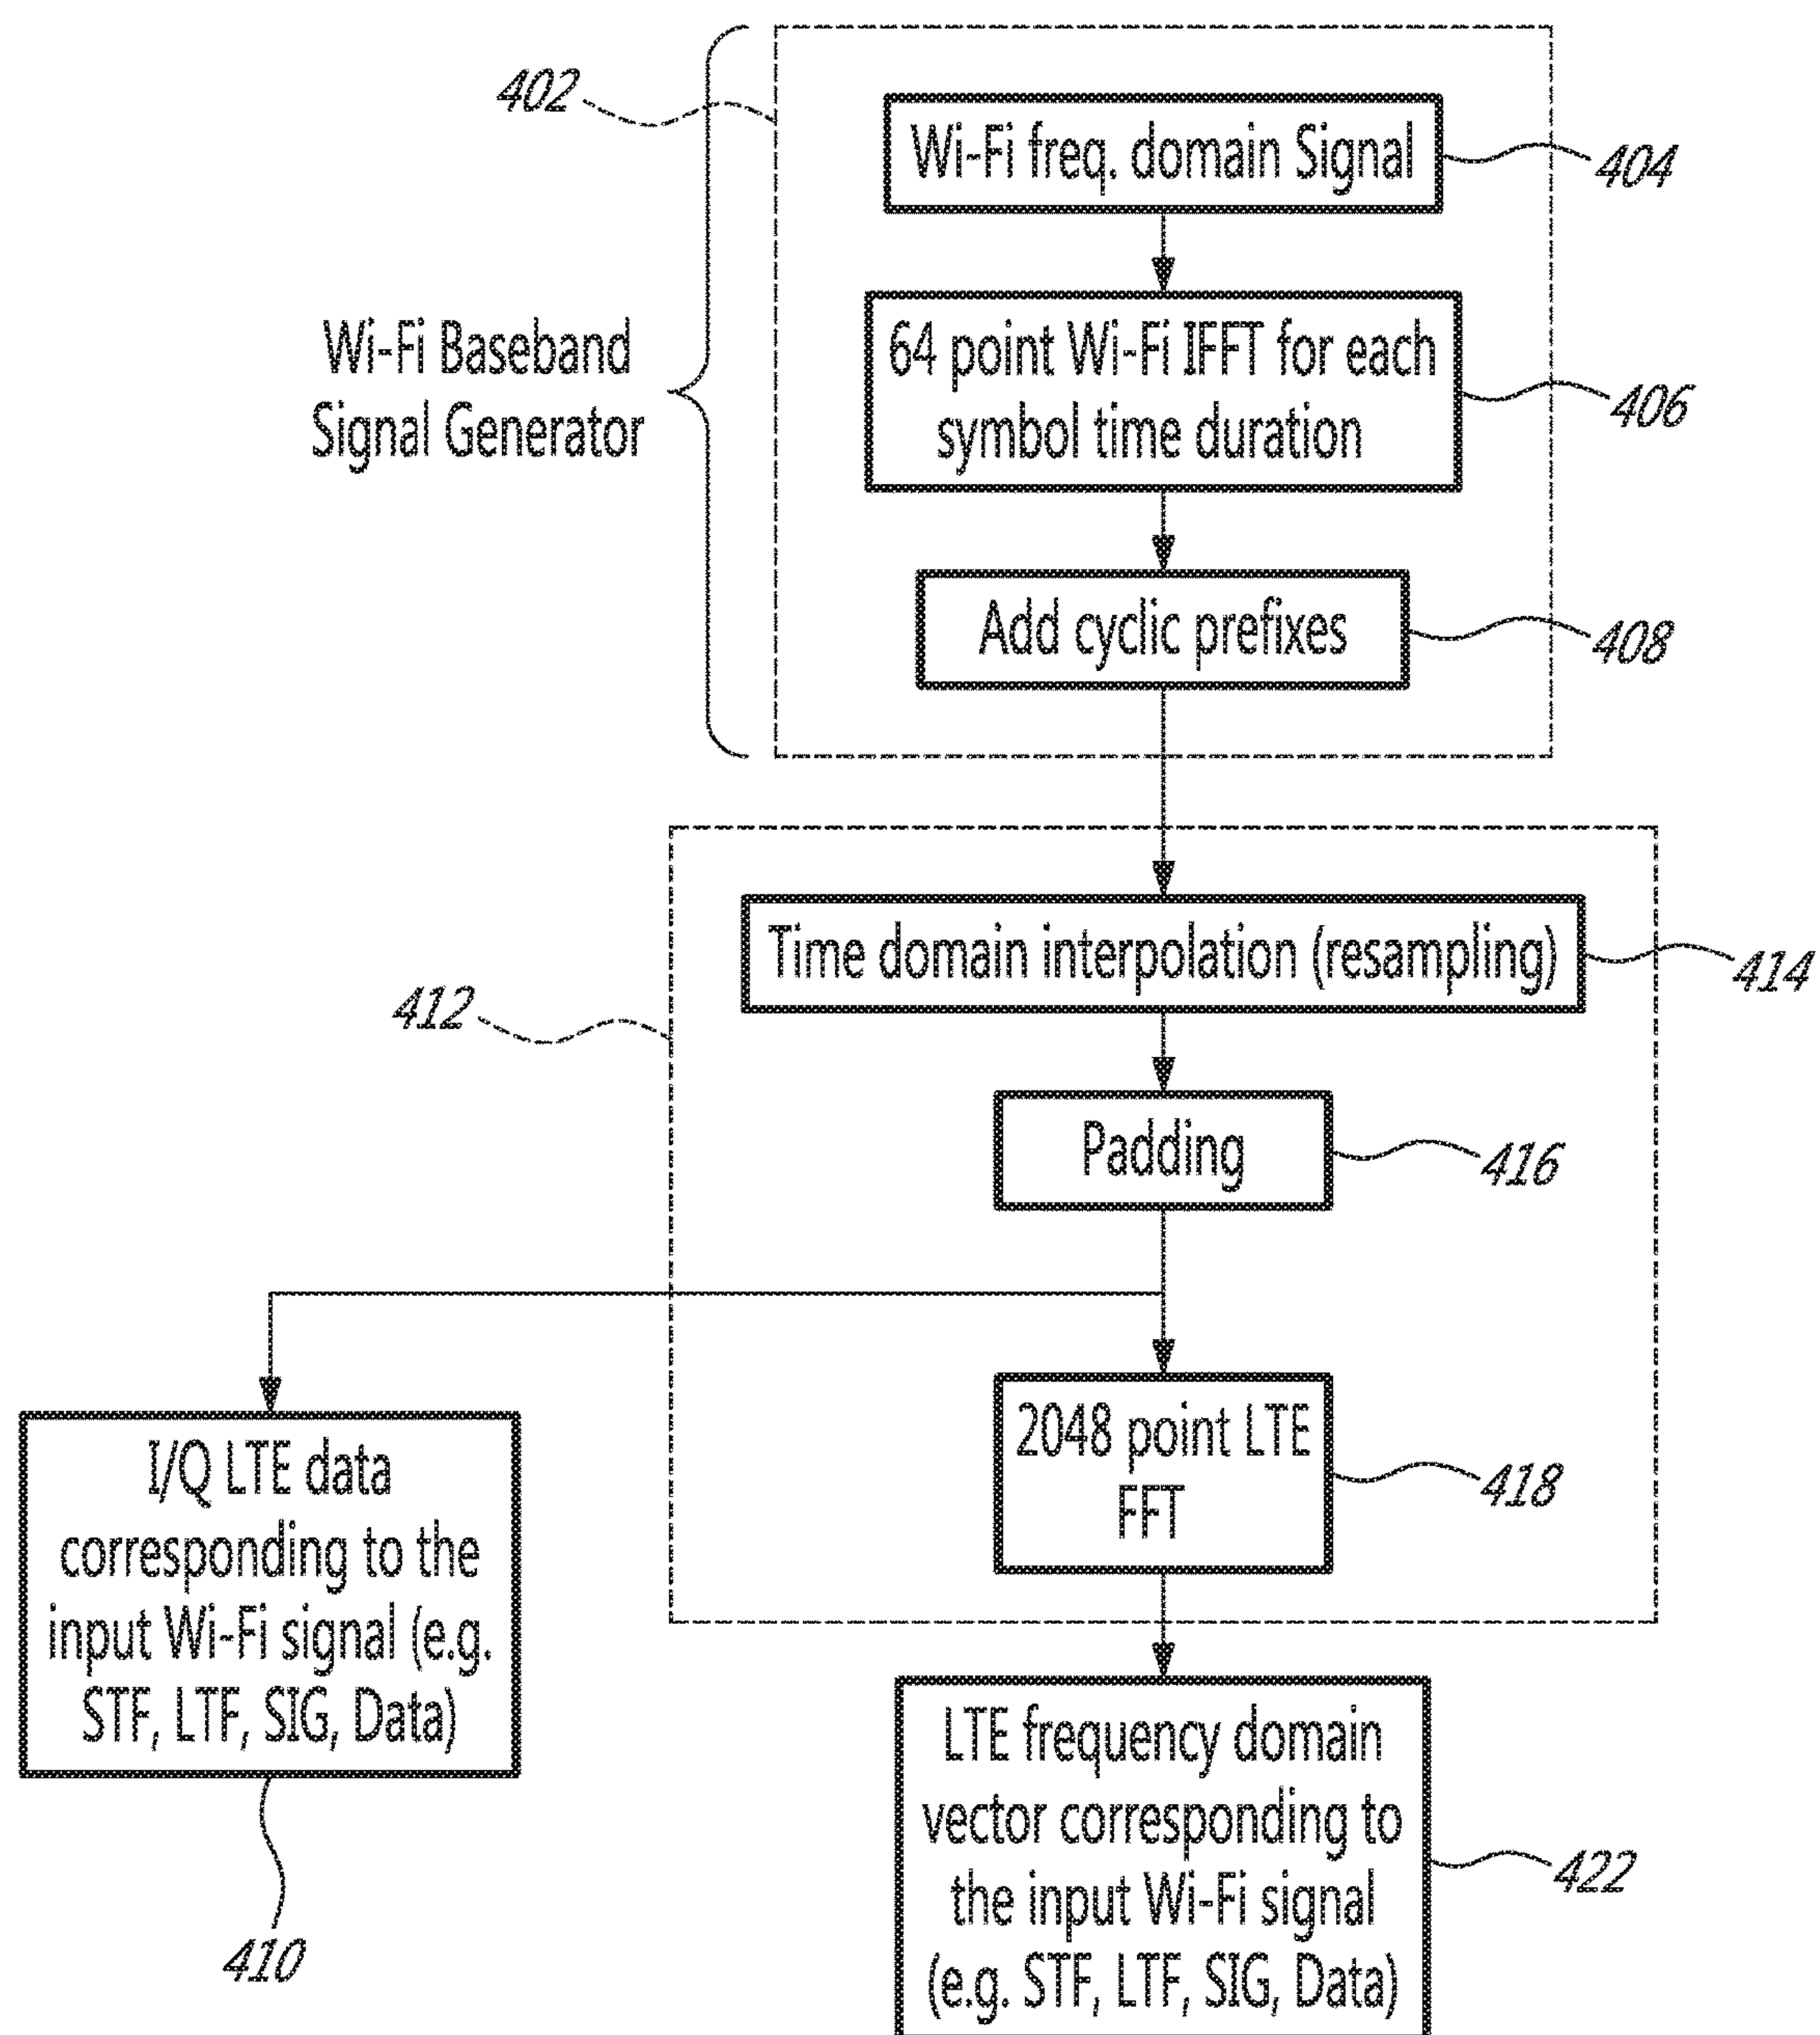 402
Wi-Fi freq. domain Signal
404
Wi-Fi Baseband
Signal Generator
64 point Wi-Fi IFFT for each
symbol time duration
406
Add cyclic prefixes
408
Time domain interpolation (resampling)
414
412
Padding
416
2048 point LTE
FFT
418
I/Q LTE data
corresponding to the
input Wi-Fi signal (e.g.
STF, LTF, SIG, Data)
410
LTE frequency domain
vector corresponding to
the input Wi-Fi signal
(e.g. STF, LTF, SIG, Data)
422